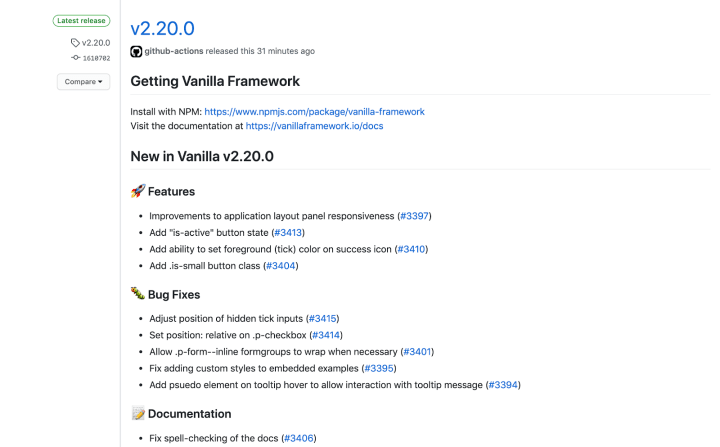 Latest release
v2.20.0
1610702
Compare
v2.20.0
github-actions released this 31 minutes ago
Getting Vanilla Framework
Install with NPM: https://www.npmjs.com/package/vanilla-framework
Visit the documentation at https://vanillaframework.io/docs
New in Vanilla v2.20.0
Features
Improvements to application layout panel responsiveness (#3397)
Add "is-active" button state (#3413)
Add ability to set foreground (tick) color on success icon (#3410)
Add .is-small button class (#3404)
Bug Fixes
Adjust position of hidden tick inputs (#3415)
Set position: relative on .p-checkbox (#3414)
Allow .p-form--inline formgroups to wrap when necessary (#3401)
Fix adding custom styles to embedded examples (#3395)
Add psuedo element on tooltip hover to allow interaction with tooltip message (#3394)
Documentation
Fix spell-checking of the docs (#3406)